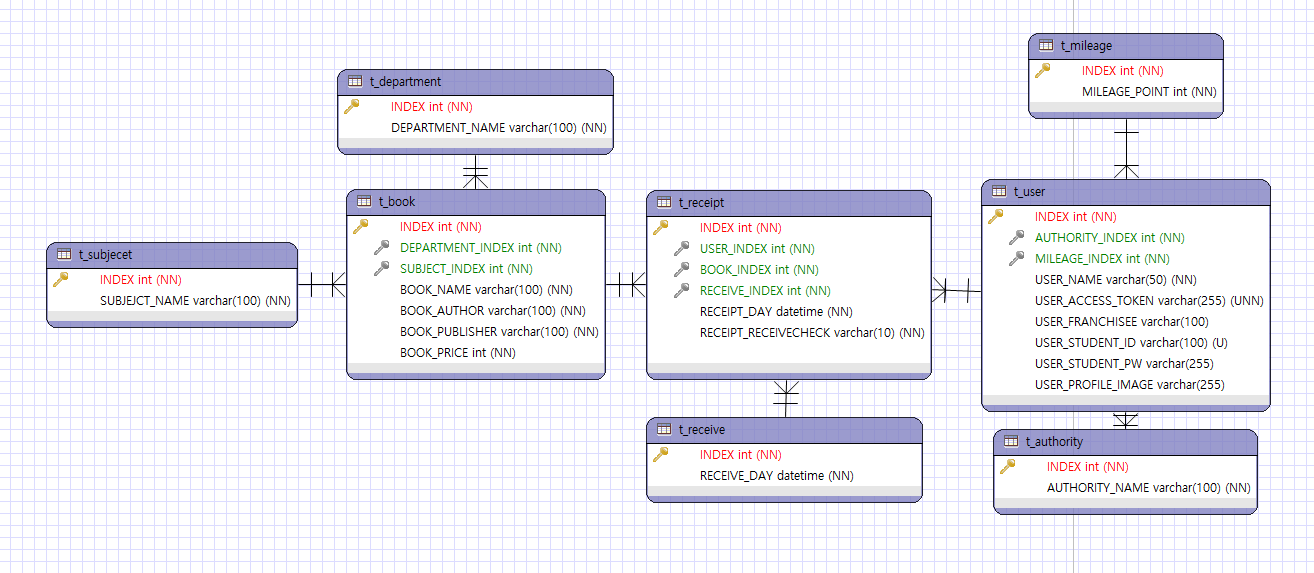 t_mileage
INDEX int (NN)
MILEAGE_POINT int (NN)
t_department
INDEX int (NN)
DEPARTMENT_NAME varchar(100) (NN)
t_book
INDEX int (NN)
DEPARTMENT_INDEX int (NN)
SUBJECT_INDEX int (NN)
BOOK_NAME varchar(100) (NN)
BOOK_AUTHOR varchar(100) (NN)
BOOK_PUBLISHER varchar(100) (NN)
BOOK_PRICE int (NN)
t_subjecet
INDEX int (NN)
SUBJEJCT_NAME varchar(100) (NN)
t_receipt
INDEX int (NN)
USER_INDEX int (NN)
BOOK_INDEX int (NN)
RECEIVE_INDEX int (NN)
RECEIPT_DAY datetime (NN)
RECEIPT_RECEIVECHECK varchar(10) (NN)
t_user
INDEX int (NN)
AUTHORITY_INDEX int (NN)
MILEAGE_INDEX int (NN)
USER_NAME varchar(50) (NN)
USER_ACCESS_TOKEN varchar(255) (UNN)
USER_FRANCHISEE varchar(100)
USER_STUDENT_ID varchar(100) (U)
USER_STUDENT_PW varchar(255)
USER_PROFILE_IMAGE varchar(255)
t_receive
INDEX int (NN)
RECEIVE_DAY datetime (NN)
t_authority
INDEX int (NN)
AUTHORITY_NAME varchar(100) (NN)